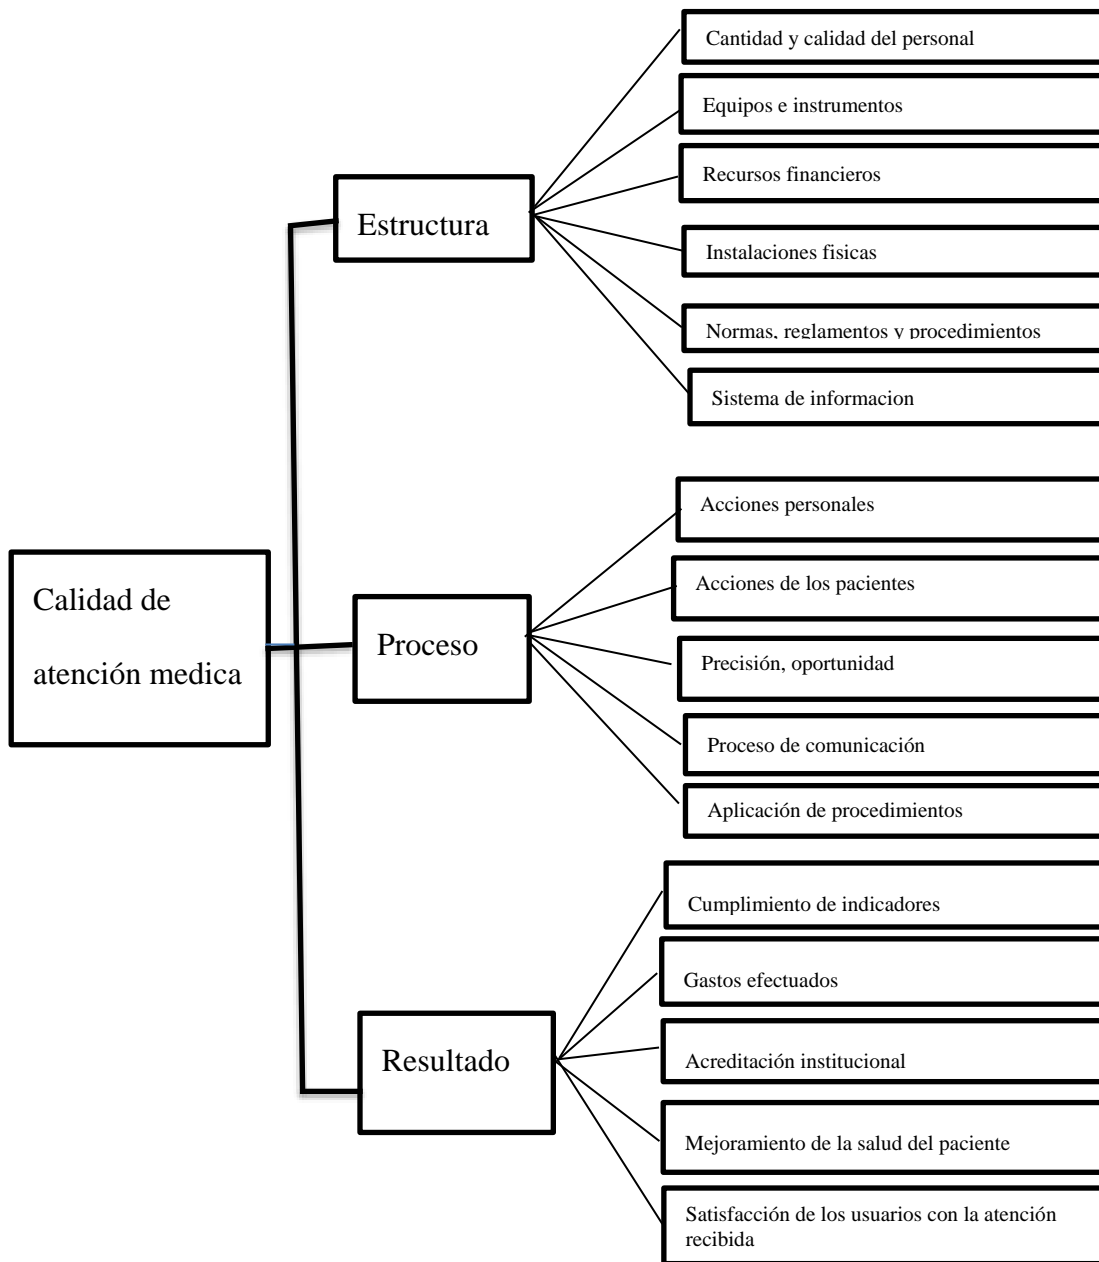 Calidad de
atención medica
Estructura
Cantidad y calidad del personal
Equipos e instrumentos
Recursos financieros
Instalaciones fisicas
Normas, reglamentos y procedimientos
Sistema de informacion
Proceso
Acciones personales
Acciones de los pacientes
Precisión, oportunidad
Proceso de comunicación
Aplicación de procedimientos
Resultado
Cumplimiento de indicadores
Gastos efectuados
Acreditación institucional
Mejoramiento de la salud del paciente
Satisfacción de los usuarios con la atención
recibida